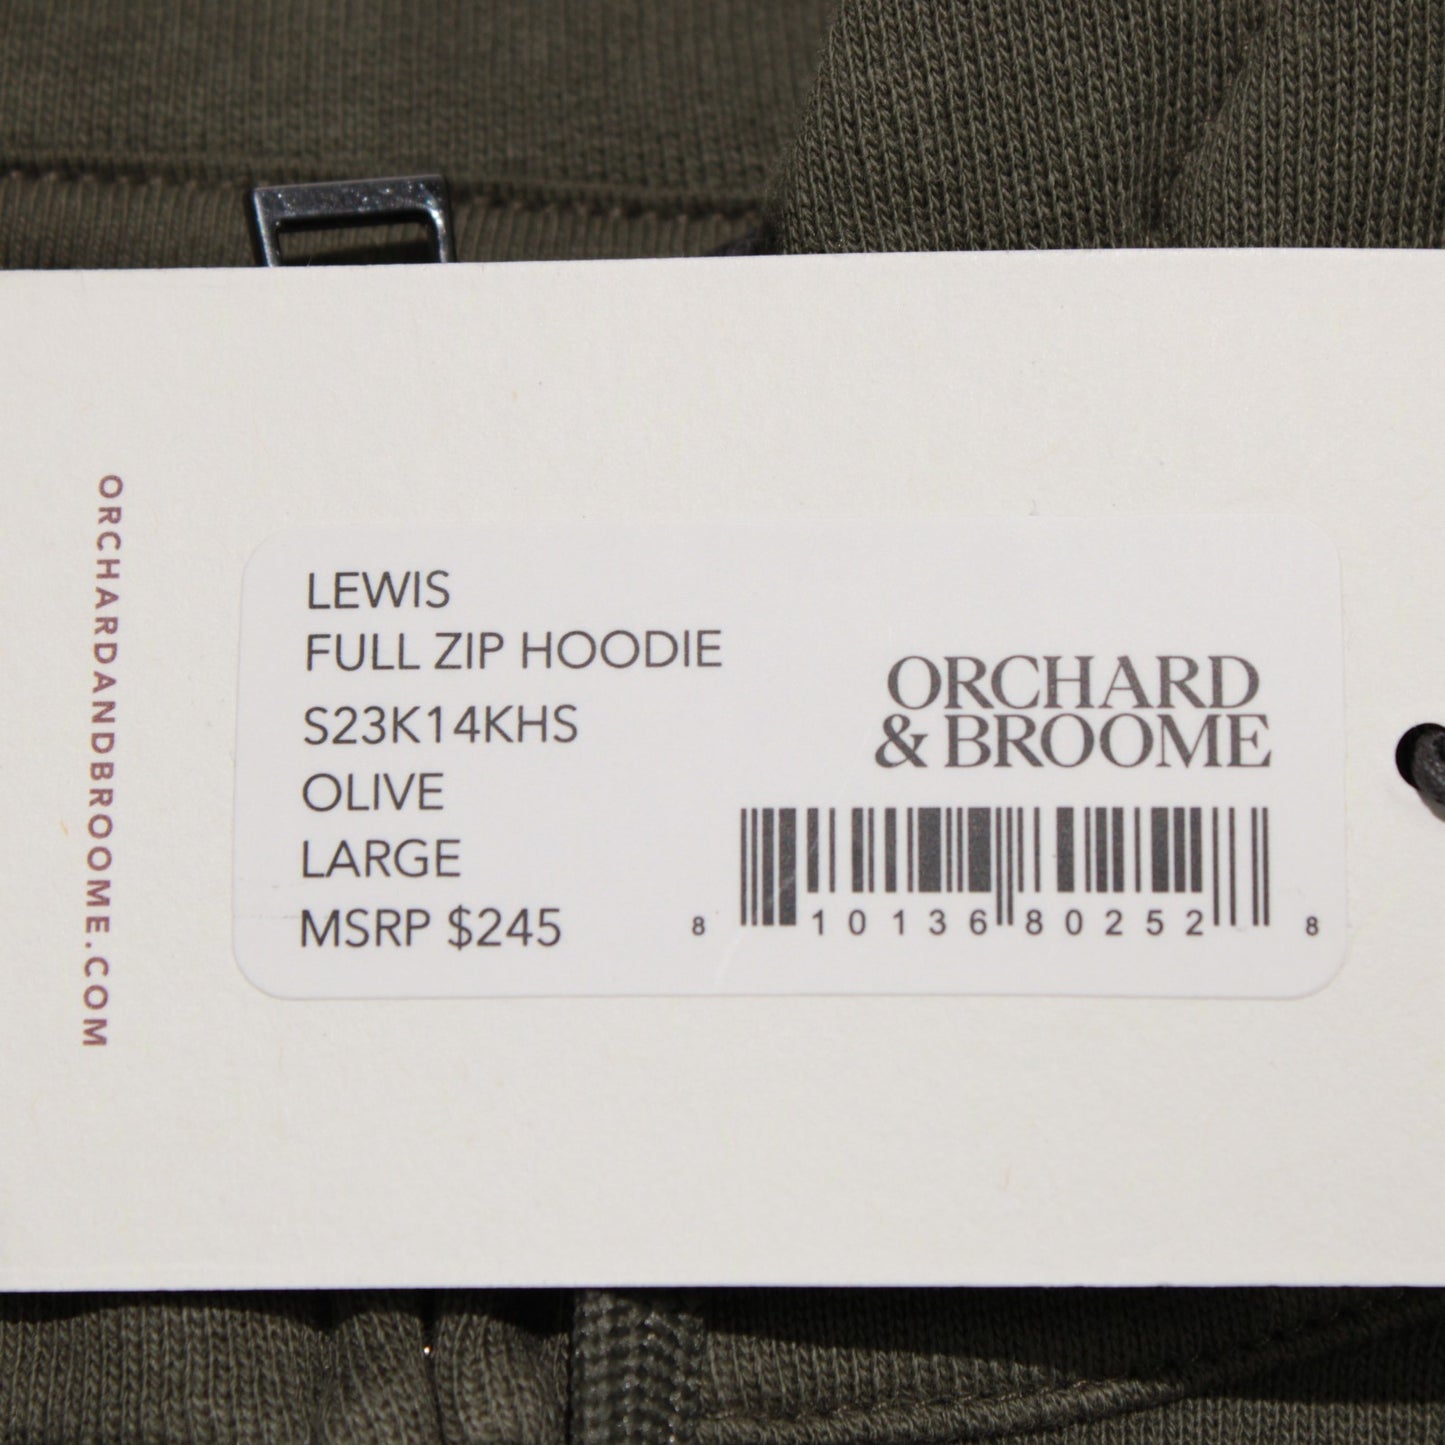 ORCHARDANDBROOME.COM
LEWIS
FULL ZIP HOODIE
S23K14KHS
OLIVE
LARGE
MSRP $245
ORCHARD
& BROOME
8 10136 80252 8